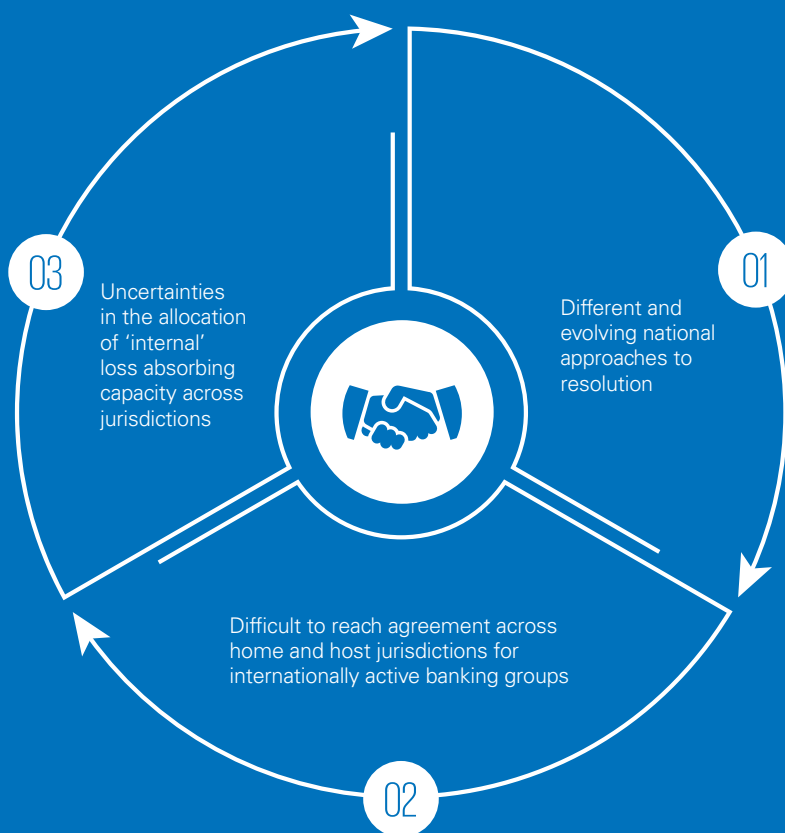 01
Different and
evolving national
approaches to
resolution
02
Difficult to reach agreement across
home and host jurisdictions for
internationally active banking groups
03
Uncertainties
in the allocation
of ‘internal’
loss absorbing
capacity across
jurisdictions